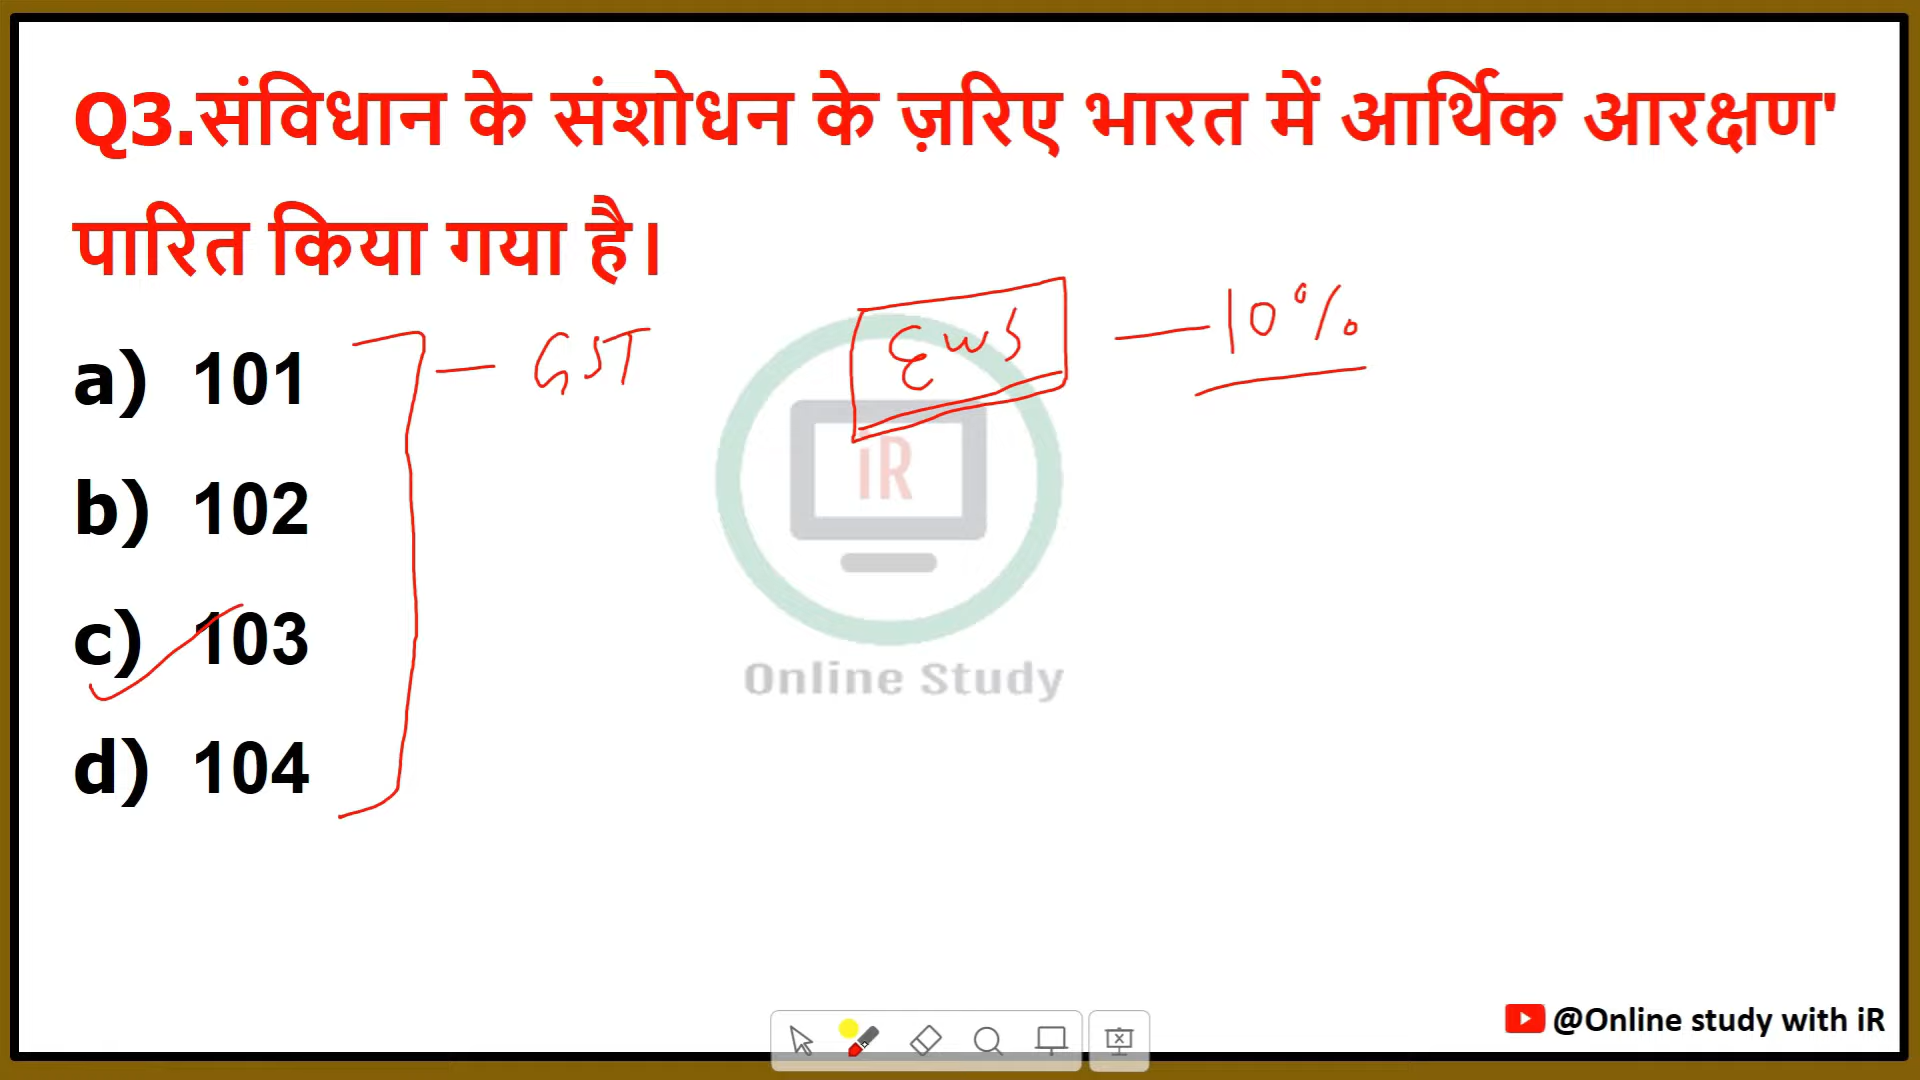 Q3.संविधान के संशोधन के ज़रिए भारत में आर्थिक आरक्षण'
पारित किया गया है।
a) 101
GST
EWS
10%
b) 102
c) 103
d) 104
iR
Online Study
@Online study with iR